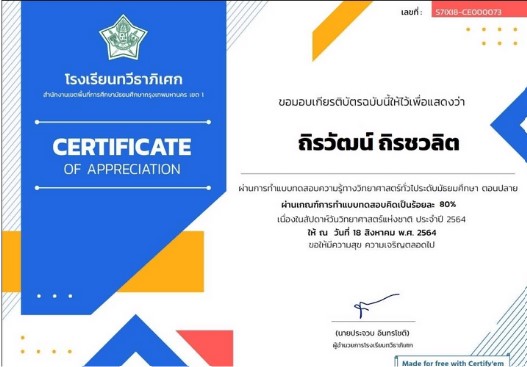 เลขที่ : S7IXI8-CE000073
โรงเรียนทวีธาภิเศก
สำนักงานเขตพื้นที่การศึกษามัธยมศึกษากรุงเทพมหานคร เขต 1
CERTIFICATE
OF APPRECIATION
ขอมอบเกียรติบัตรฉบับนี้ให้ไว้เพื่อแสดงว่า
ถิรวัฒน์ ถิรชวลิต
ผ่านการทำแบบทดสอบความรู้ทางวิทยาศาสตร์ทั่วไประดับมัธยมศึกษา ตอนปลาย
ผ่านเกณฑ์การทำแบบทดสอบคิดเป็นร้อยละ 80%
เนื่องในสัปดาห์วันวิทยาศาสตร์แห่งชาติ ประจำปี 2564
ให้ ณ วันที่ 18 สิงหาคม พ.ศ. 2564
ขอให้มีความสุข ความเจริญตลอดไป
(นายประจวบ อินทรโชติ)
ผู้อำนวยการโรงเรียนทวีธาภิเศก
Made for free with Certify'em